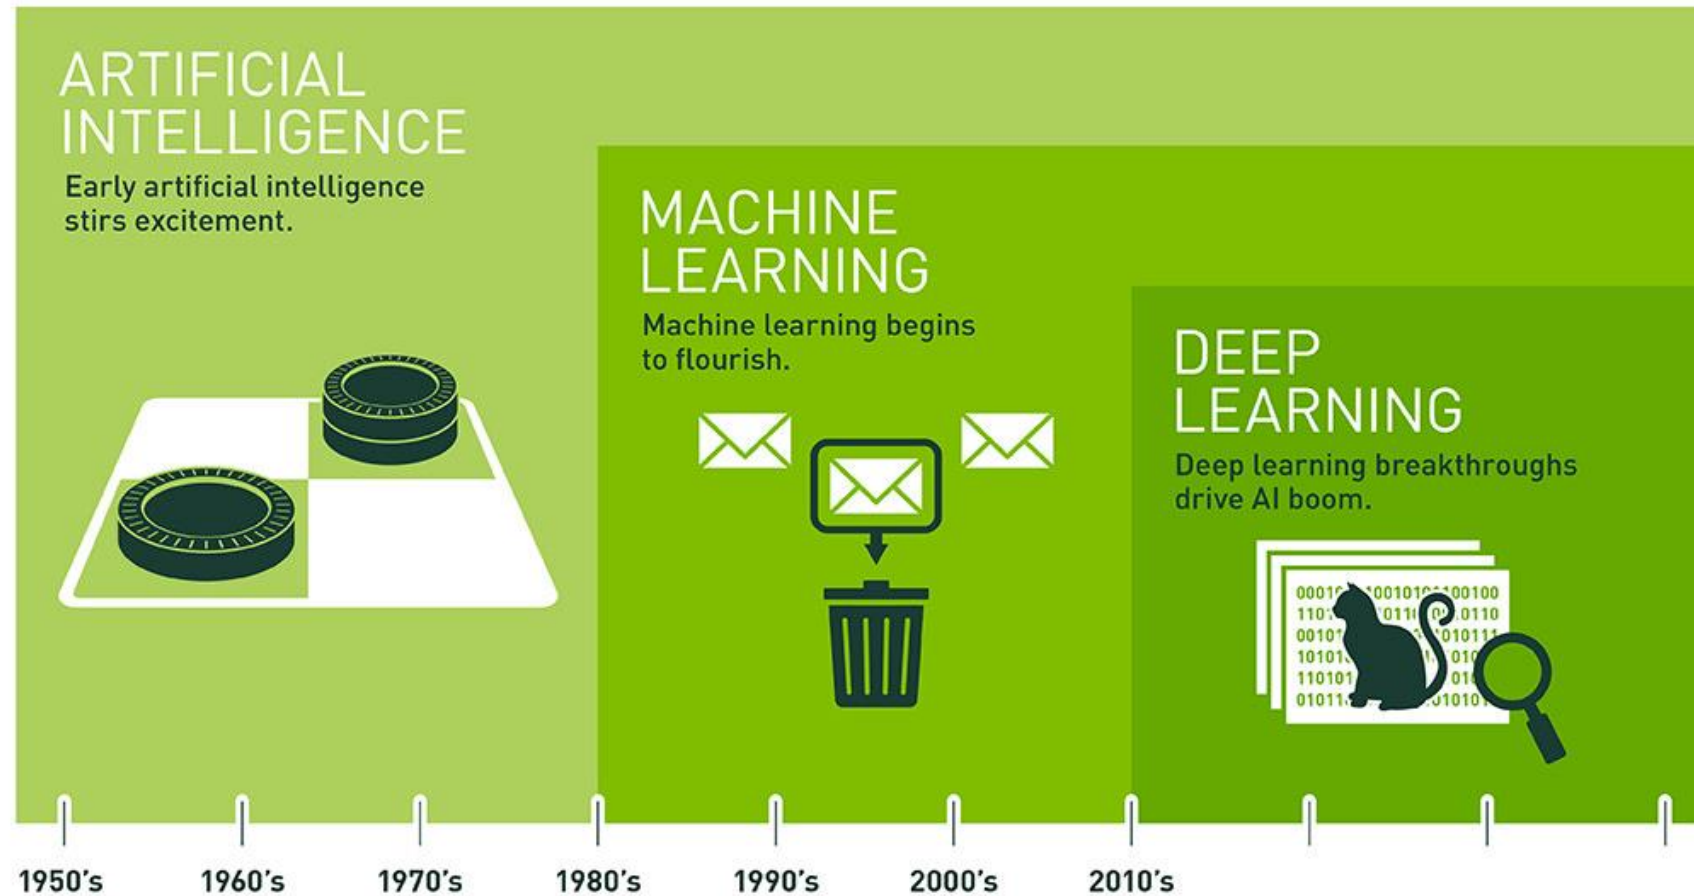 ARTIFICIAL
INTELLIGENCE
Early artificial intelligence
stirs excitement.
MACHINE
LEARNING
Machine learning begins
to flourish.
DEEP
LEARNING
Deep learning breakthroughs
drive AI boom.
1950's
1960's
1970's
1980's
1990's
2000's
2010's